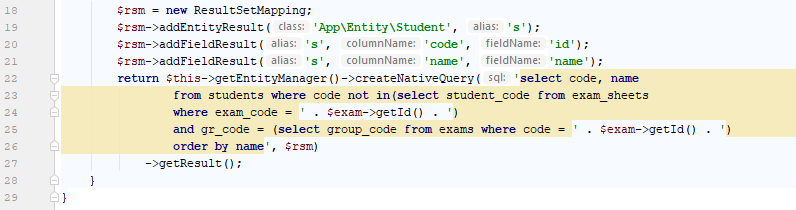 18 $rsm = new ResultSetMapping;
19 $rsm->addEntityResult( class: 'App\Entity\Student', alias: 's');
20 $rsm->addFieldResult( alias: 's', columnName: 'code', fieldName: 'id');
21 $rsm->addFieldResult( alias: 's', columnName: 'name', fieldName: 'name');
22 return $this->getEntityManager()->createNativeQuery( sql: 'select code, name
23 from students where code not in(select student_code from exam_sheets
24 where exam_code = ' . $exam->getId() . ')
25 and gr_code = (select group_code from exams where code = ' . $exam->getId() . ')
26 order by name', $rsm)
27 ->getResult();
28 }
29 }